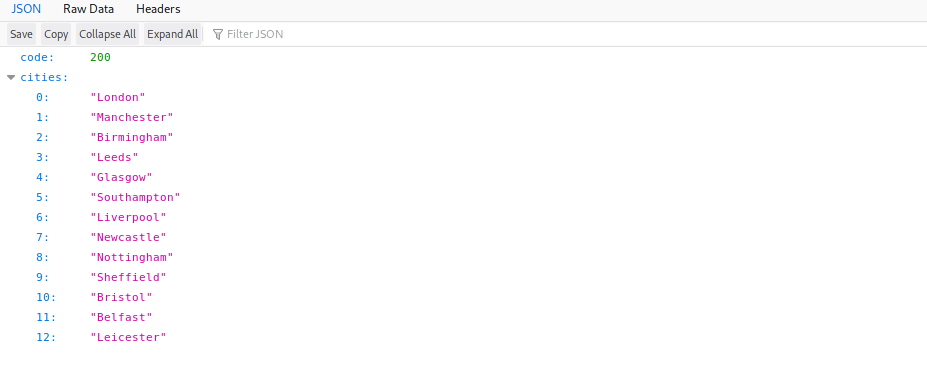 JSON Raw Data Headers
Save Copy Collapse All Expand All Filter JSON
code: 200
cities:
0: "London"
1: "Manchester"
2: "Birmingham"
3: "Leeds"
4: "Glasgow"
5: "Southampton"
6: "Liverpool"
7: "Newcastle"
8: "Nottingham"
9: "Sheffield"
10: "Bristol"
11: "Belfast"
12: "Leicester"